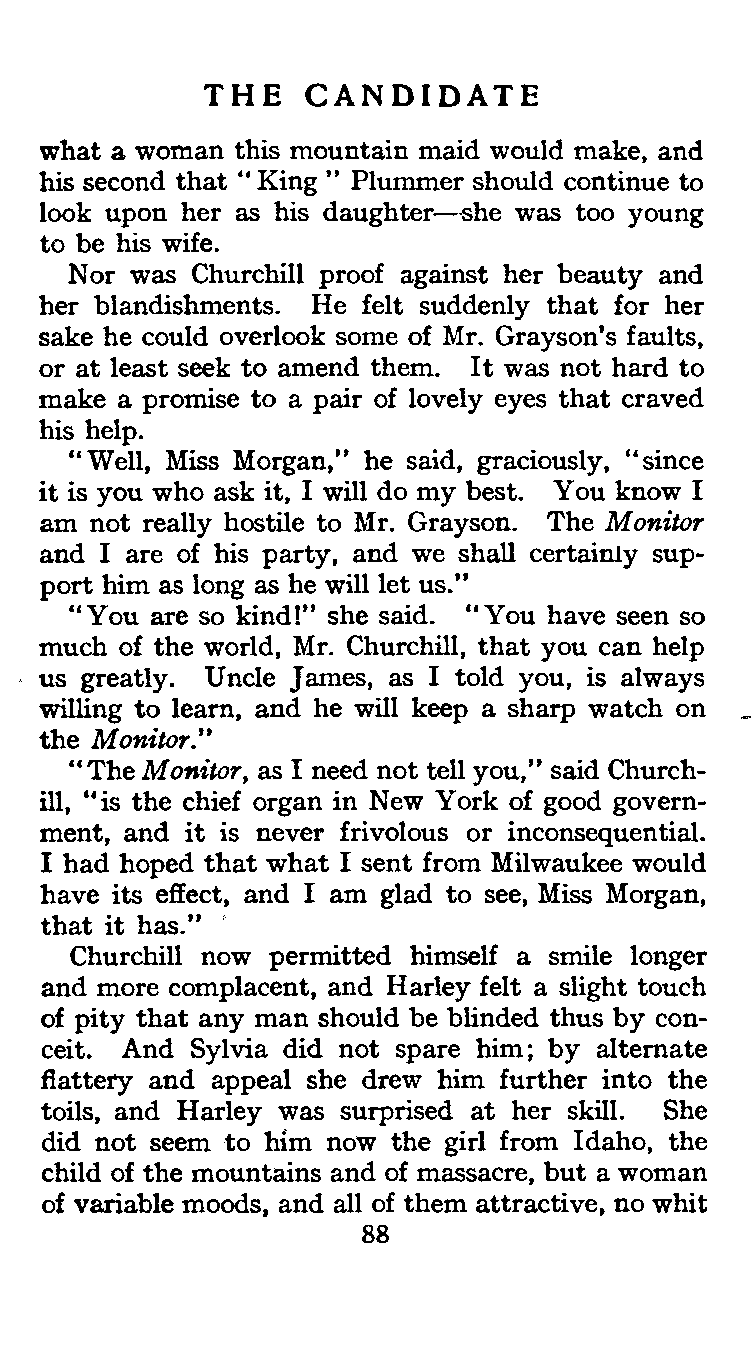 THE CANDIDATE
what a woman this mountain maid would make, and
his second that " King " Plummer should continue to
look upon her as his daughter—she was too young
to be his wife.
Nor was Churchill proof against her beauty and
her blandishments. He felt suddenly that for her
sake he could overlook some of Mr. Grayson's faults,
or at least seek to amend them. It was not hard to
make a promise to a pair of lovely eyes that craved
his help.
"Well, Miss Morgan," he said, graciously, "since
it is you who ask it, I will do my best. You know I
am not really hostile to Mr. Grayson. The Monitor
and I are of his party, and we shall certainly sup-
port him as long as he will let us."
"You are so kind!" she said. "You have seen so
much of the world, Mr. Churchill, that you can help
us greatly. Uncle James, as I told you, is always
willing to learn, and he will keep a sharp watch on
the Monitor."
"The Monitor, as I need not tell you," said Church-
ill, "is the chief organ in New York of good govern-
ment, and it is never frivolous or inconsequential.
I had hoped that what I sent from Milwaukee would
have its effect, and I am glad to see, Miss Morgan,
that it has."
Churchill now permitted himself a smile longer
and more complacent, and Harley felt a slight touch
of pity that any man should be blinded thus by con-
ceit. And Sylvia did not spare him; by alternate
flattery and appeal she drew him further into the
toils, and Harley was surprised at her skill. She
did not seem to him now the girl from Idaho, the
child of the mountains and of massacre, but a woman
of variable moods, and all of them attractive, no whit
88